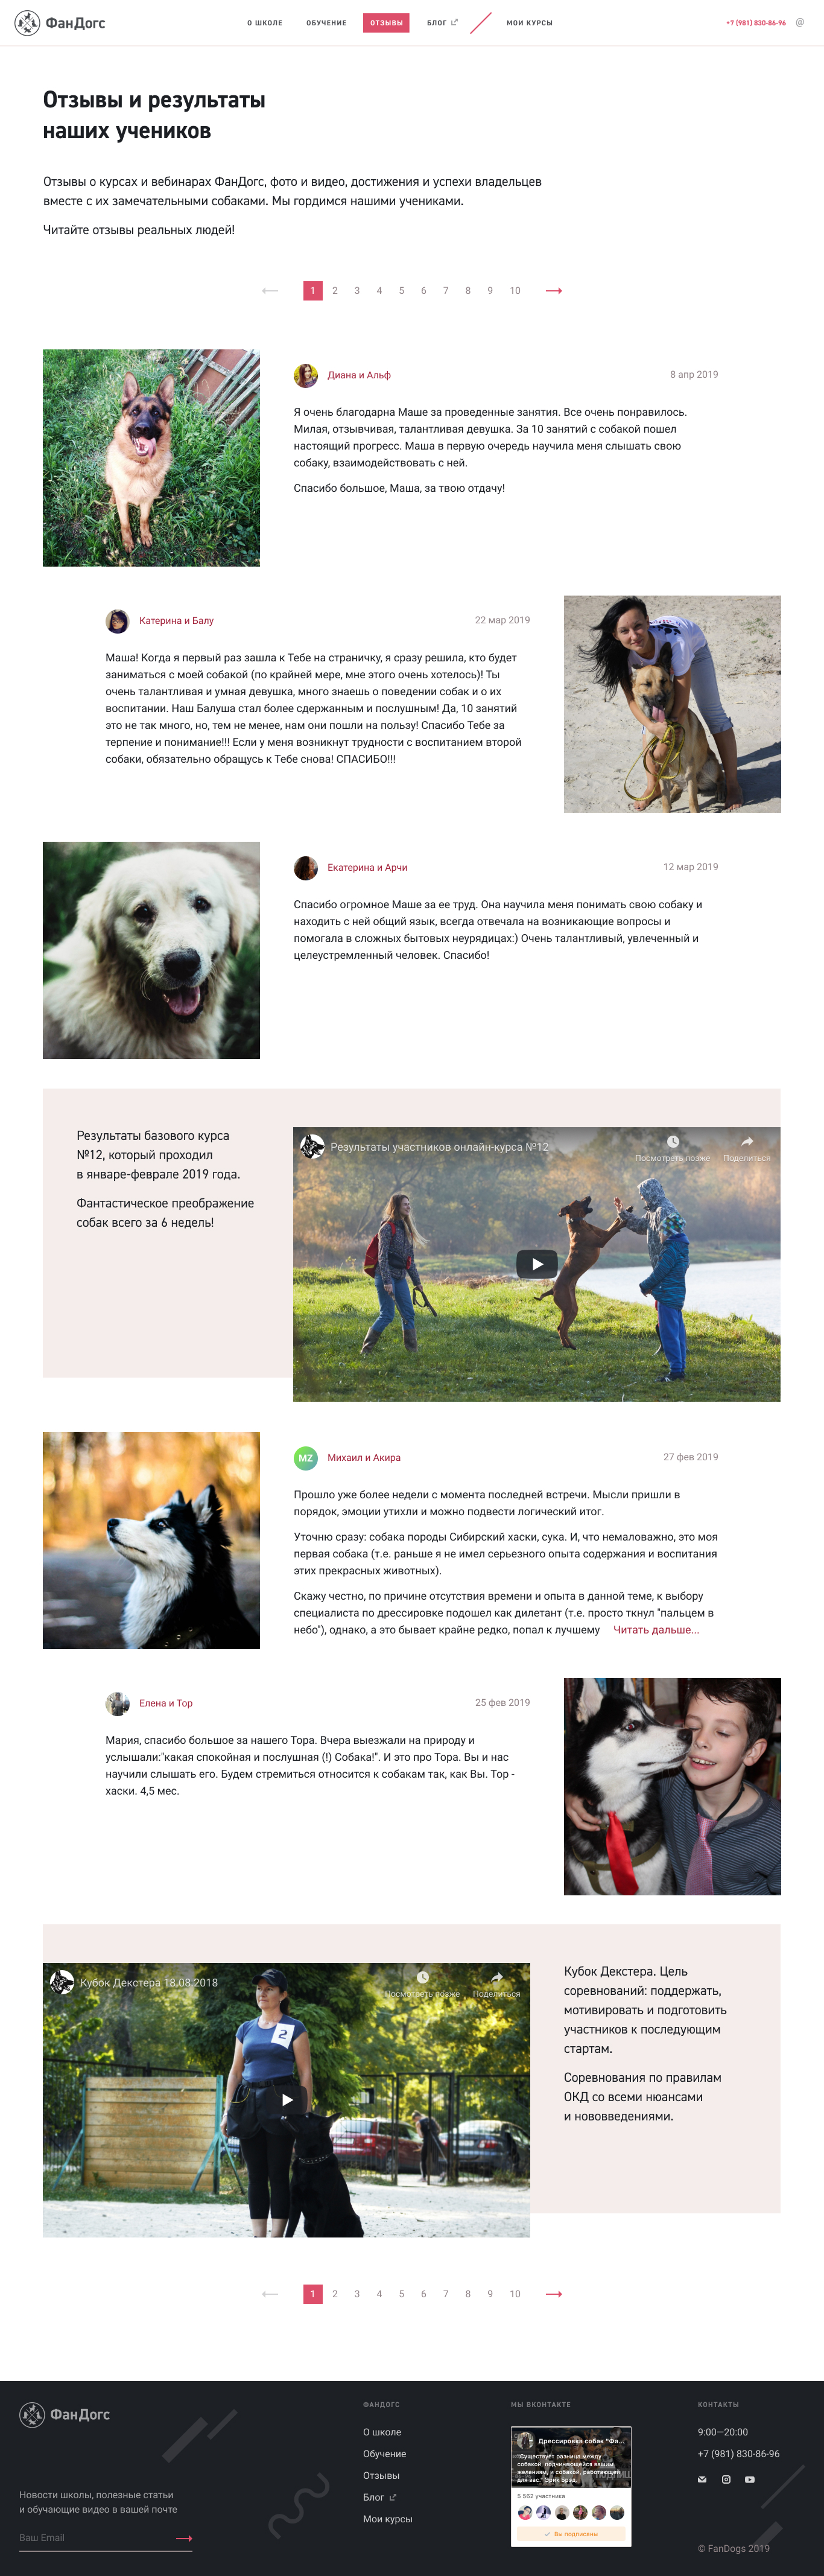 ФанДогс
О ШКОЛЕ
ОБУЧЕНИЕ
ОТЗЫВЫ
БЛОГ
МОИ КУРСЫ
+7 (981) 830-86-96
@
Отзывы и результаты
наших учеников
Отзывы о курсах и вебинарах ФанДогс, фото и видео, достижения и успехи владельцев
вместе с их замечательными собаками. Мы гордимся нашими учениками.
Читайте отзывы реальных людей!
1 2 3 4 5 6 7 8 9 10
Диана и Альф
8 апр 2019
Я очень благодарна Маше за проведенные занятия. Все очень понравилось.
Милая, отзывчивая, талантливая девушка. За 10 занятий с собакой пошел
настоящий прогресс. Маша в первую очередь научила меня слышать свою
собаку, взаимодействовать с ней.
Спасибо большое, Маша, за твою отдачу!
Катерина и Балу
22 мар 2019
Маша! Когда я первый раз зашла к Тебе на страничку, я сразу решила, кто будет
заниматься с моей собакой (по крайней мере, мне этого очень хотелось)! Ты
очень талантливая и умная девушка, много знаешь о поведении собак и о их
воспитании. Наш Балуша стал более сдержанным и послушным! Да, 10 занятий
это не так много, но, тем не менее, нам они пошли на пользу! Спасибо Тебе за
терпение и понимание!!! Если у меня возникнут трудности с воспитанием второй
собаки, обязательно обращусь к Тебе снова! СПАСИБО!!!
Екатерина и Арчи
12 мар 2019
Спасибо огромное Маше за ее труд. Она научила меня понимать свою собаку и
находить с ней общий язык, всегда отвечала на возникающие вопросы и
помогала в сложных бытовых неурядицах:) Очень талантливый, увлеченный и
целеустремленный человек. Спасибо!
Результаты базового курса
№12, который проходил
в январе-феврале 2019 года.
Фантастическое преображение
собак всего за 6 недель!
Результаты участников онлайн-курса №12
Посмотреть позже
Поделиться
MZ
Михаил и Акира
27 фев 2019
Прошло уже более недели с момента последней встречи. Мысли пришли в
порядок, эмоции утихли и можно подвести логический итог.
Уточню сразу: собака породы Сибирский хаски, сука. И, что немаловажно, это моя
первая собака (т.е. раньше я не имел серьезного опыта содержания и воспитания
этих прекрасных животных).
Скажу честно, по причине отсутствия времени и опыта в данной теме, к выбору
специалиста по дрессировке подошел как дилетант (т.е. просто ткнул "пальцем в
небо"), однако, а это бывает крайне редко, попал к лучшему Читать дальше...
Елена и Тор
25 фев 2019
Мария, спасибо большое за нашего Тора. Вчера выезжали на природу и
услышали:"какая спокойная и послушная (!) Собака!". И это про Тора. Вы и нас
научили слышать его. Будем стремиться относится к собакам так, как Вы. Тор -
хаски. 4,5 мес.
Кубок Декстера 18.08.2018
Посмотреть позже
Поделиться
2
Кубок Декстера. Цель
соревнований: поддержать,
мотивировать и подготовить
участников к последующим
стартам.
Соревнования по правилам
ОКД со всеми нюансами
и нововведениями.
1 2 3 4 5 6 7 8 9 10
ФанДогс
Новости школы, полезные статьи
и обучающие видео в вашей почте
Ваш Email
ФАНДОГС
О школе
Обучение
Отзывы
Блог
Мои курсы
МЫ ВКОНТАКТЕ
Дрессировка собак "Фа...
"Существует разница между
собакой, подчиняющейся вашим
желаниям, и собакой, работающей
для вас." Эрик Брэд
5 562 участника
Вы подписаны
КОНТАКТЫ
9:00—20:00
+7 (981) 830-86-96
© FanDogs 2019